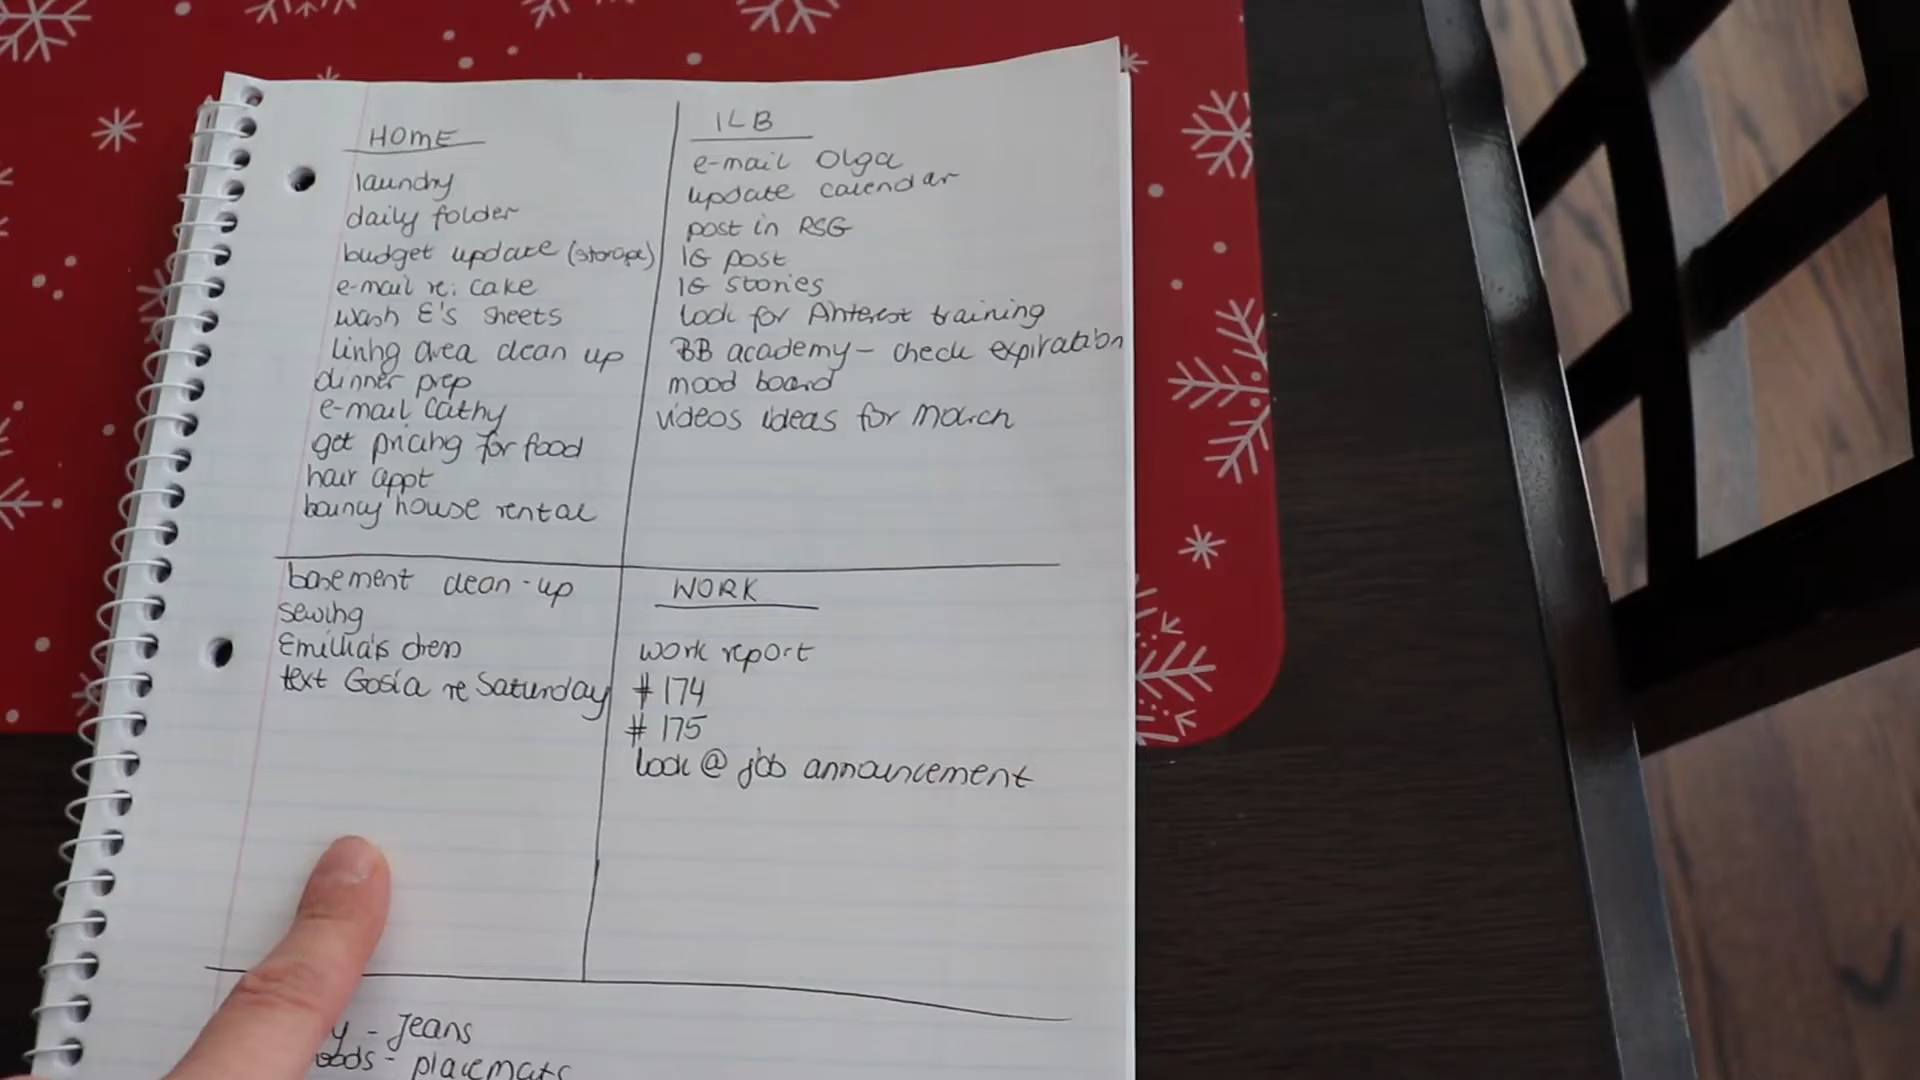 HOME
laundry
daily folder
budget update (storage)
e-mail re: cake
wash E's sheets
living area clean up
dinner prep
e-mail Cathy
get pricing for food
hair appt
bouncy house rental
ILB
e-mail Olga
update calendar
post in RSG
IG post
IG stories
look for Pinterest training
BB academy - check expiration
mood board
videos ideas for March
basement clean-up
sewing
Emilia's dress
text Gosia re Saturday
WORK
work report
#174
#175
look @ job announcement
- Jeans
- placemats